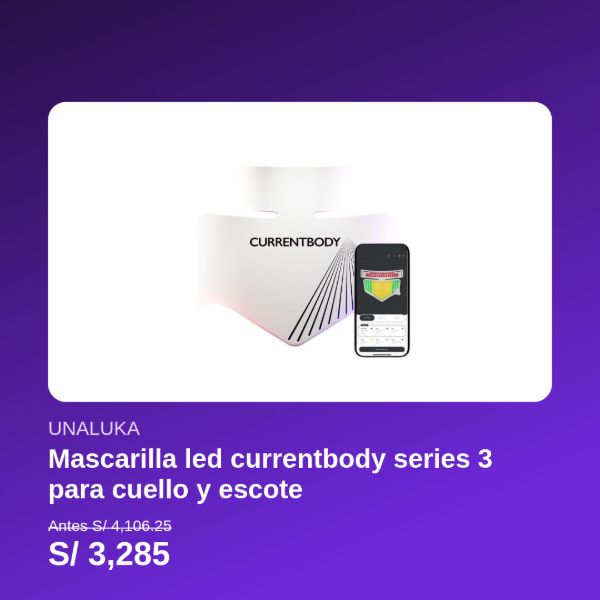 CURRENTBODY
UNALUKA
Mascarilla led currentbody series 3
para cuello y escote
Antes S/ 4,106.25
S/ 3,285